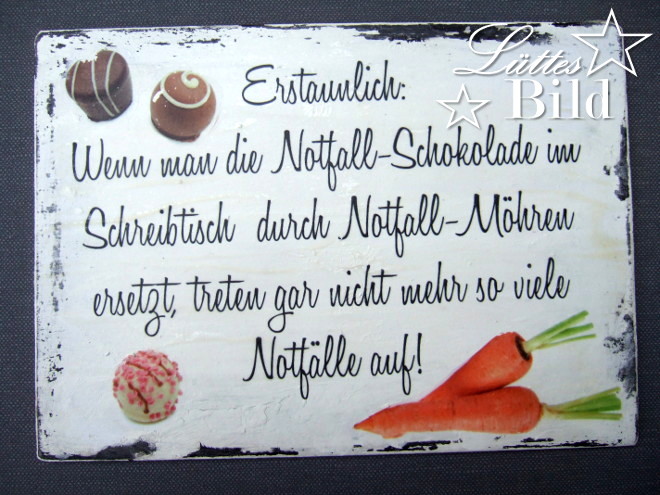 Lüttes
Bild
Erstaunlich:
Wenn man die Notfall-Schokolade im
Schreibtisch durch Notfall-Möhren
ersetzt, treten gar nicht mehr so viele
Notfälle auf!